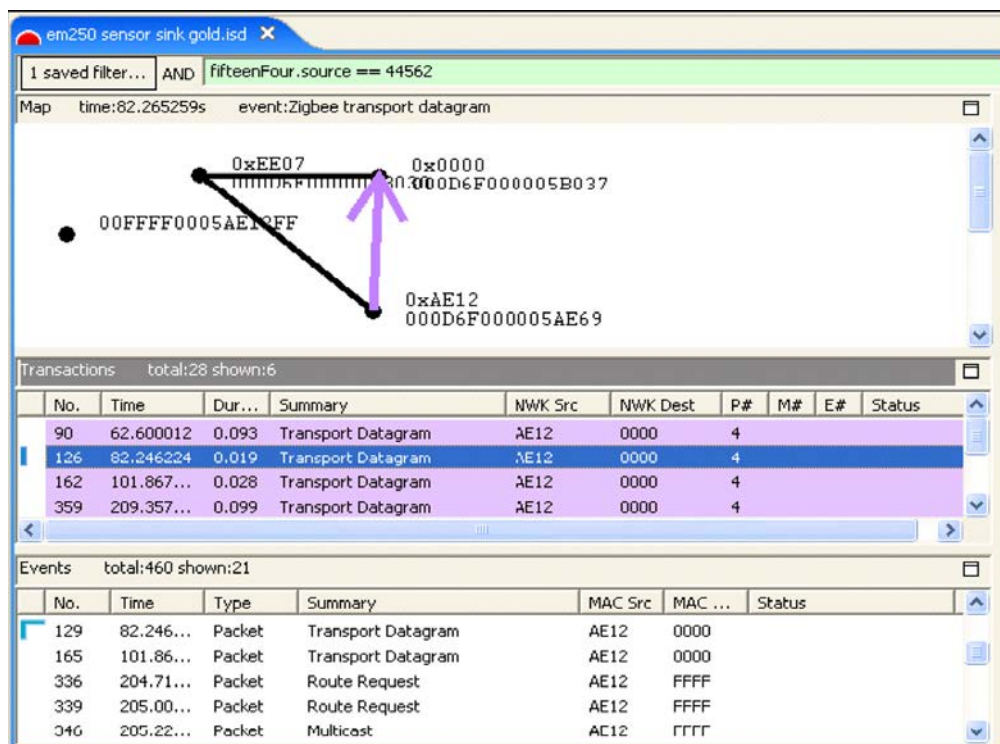 em250 sensor sink gold.isd
1 saved filter... AND fifteenFour.source == 44562
Map time:82.265259s event:Zigbee transport datagram
0xEE07 0x0000
000D6F000005B037
00FFFF0005AE12FF
0xAE12
000D6F000005AE69
Transactions total:28 shown:6
No. Time Dur... Summary NWK Src NWK Dest P# M# E# Status
90 62.600012 0.093 Transport Datagram AE12 0000 4
126 82.246224 0.019 Transport Datagram AE12 0000 4
162 101.867... 0.028 Transport Datagram AE12 0000 4
359 209.357... 0.099 Transport Datagram AE12 0000 4
Events total:460 shown:21
No. Time Type Summary MAC Src MAC ... Status
129 82.246... Packet Transport Datagram AE12 0000
165 101.86... Packet Transport Datagram AE12 0000
336 204.71... Packet Route Request AE12 FFFF
339 205.00... Packet Route Request AE12 FFFF
346 205.22... Packet Multicast AE12 FFFF